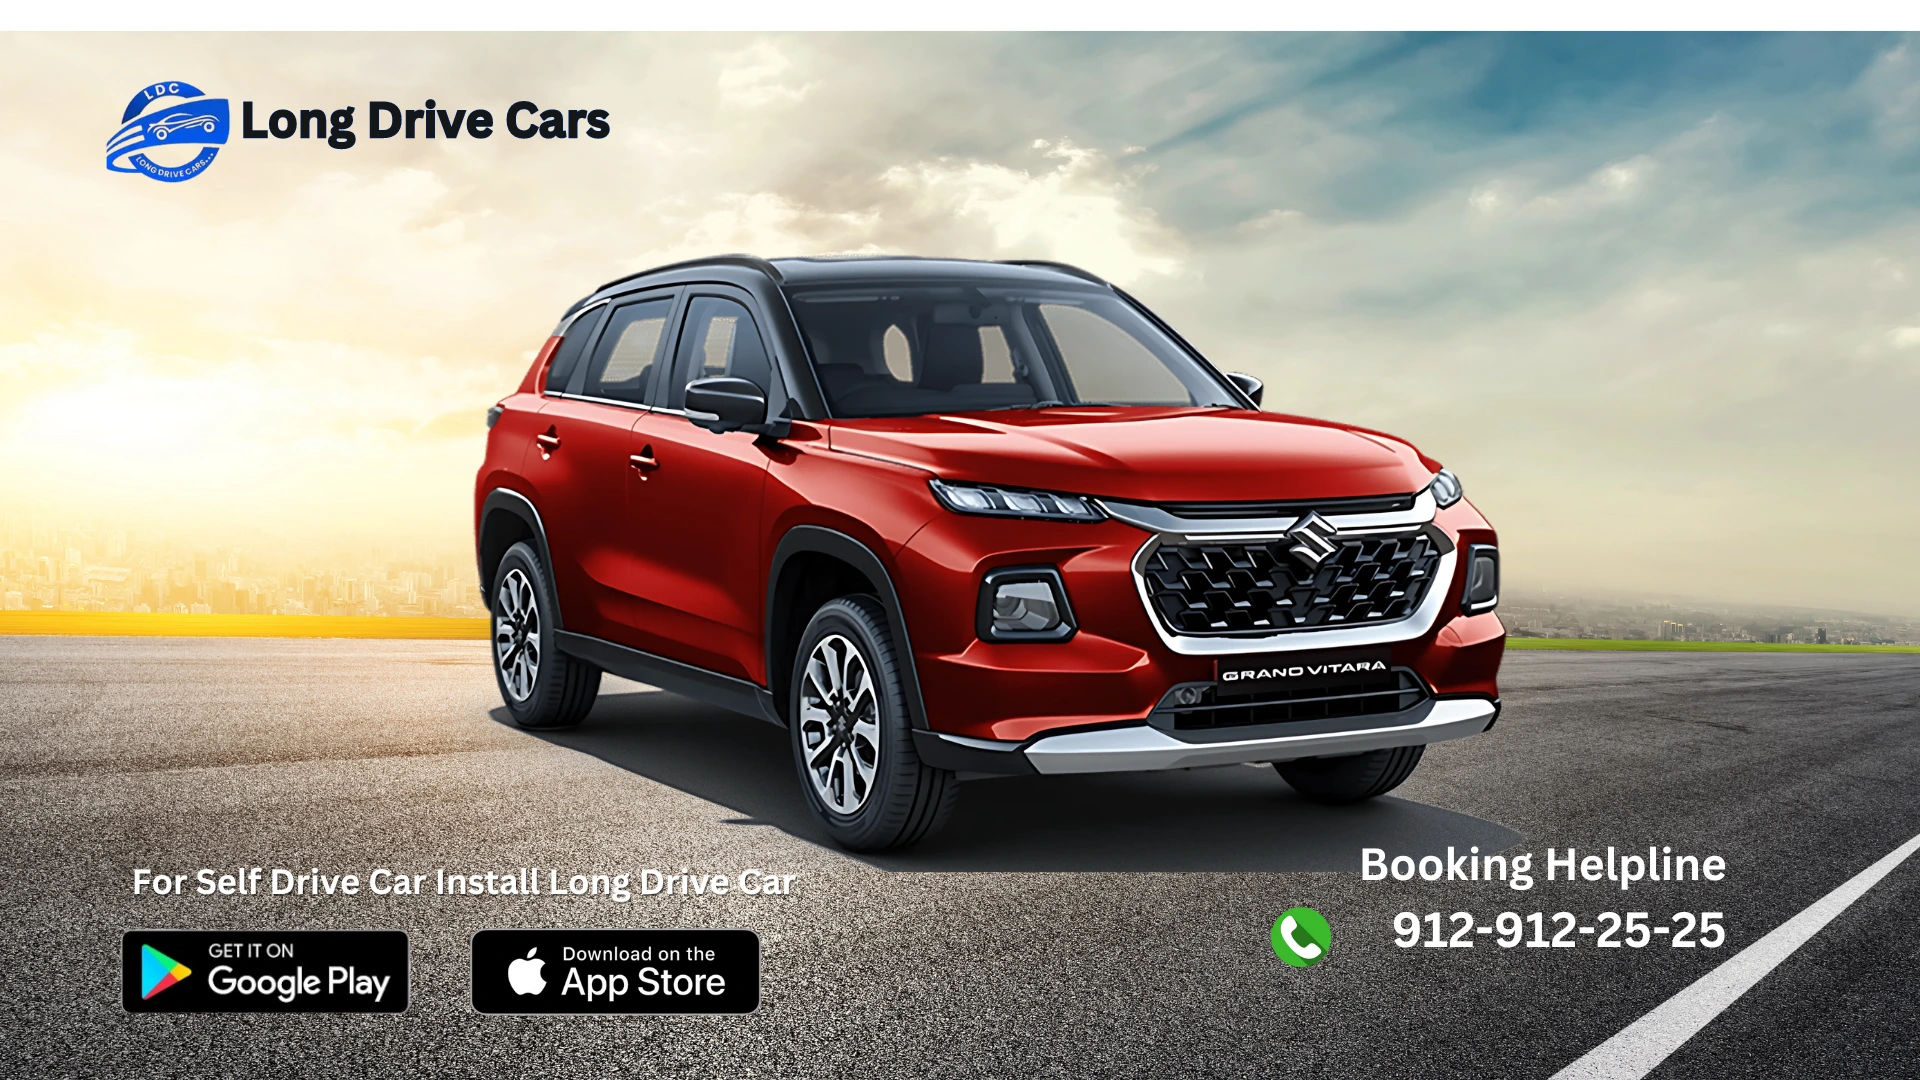 LDC
LONG DRIVE CARS...
Long Drive Cars
GRAND VITARA
For Self Drive Car Install Long Drive Car
GET IT ON
Google Play
Download on the
App Store
Booking Helpline
912-912-25-25